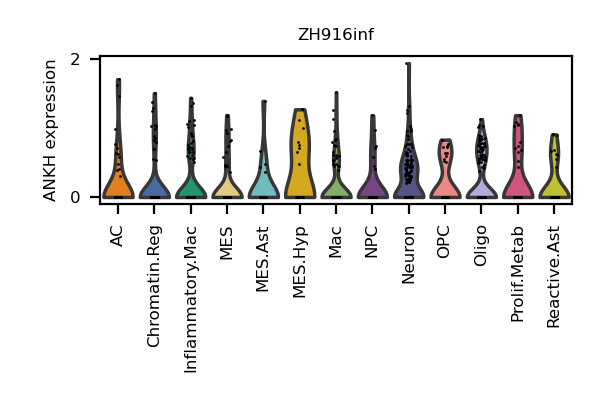 ZH916inf
ANKH expression
2
0
AC
Chromatin.Reg
Inflammatory.Mac
MES
MES.Ast
MES.Hyp
Mac
NPC
Neuron
OPC
Oligo
Prolif.Metab
Reactive.Ast